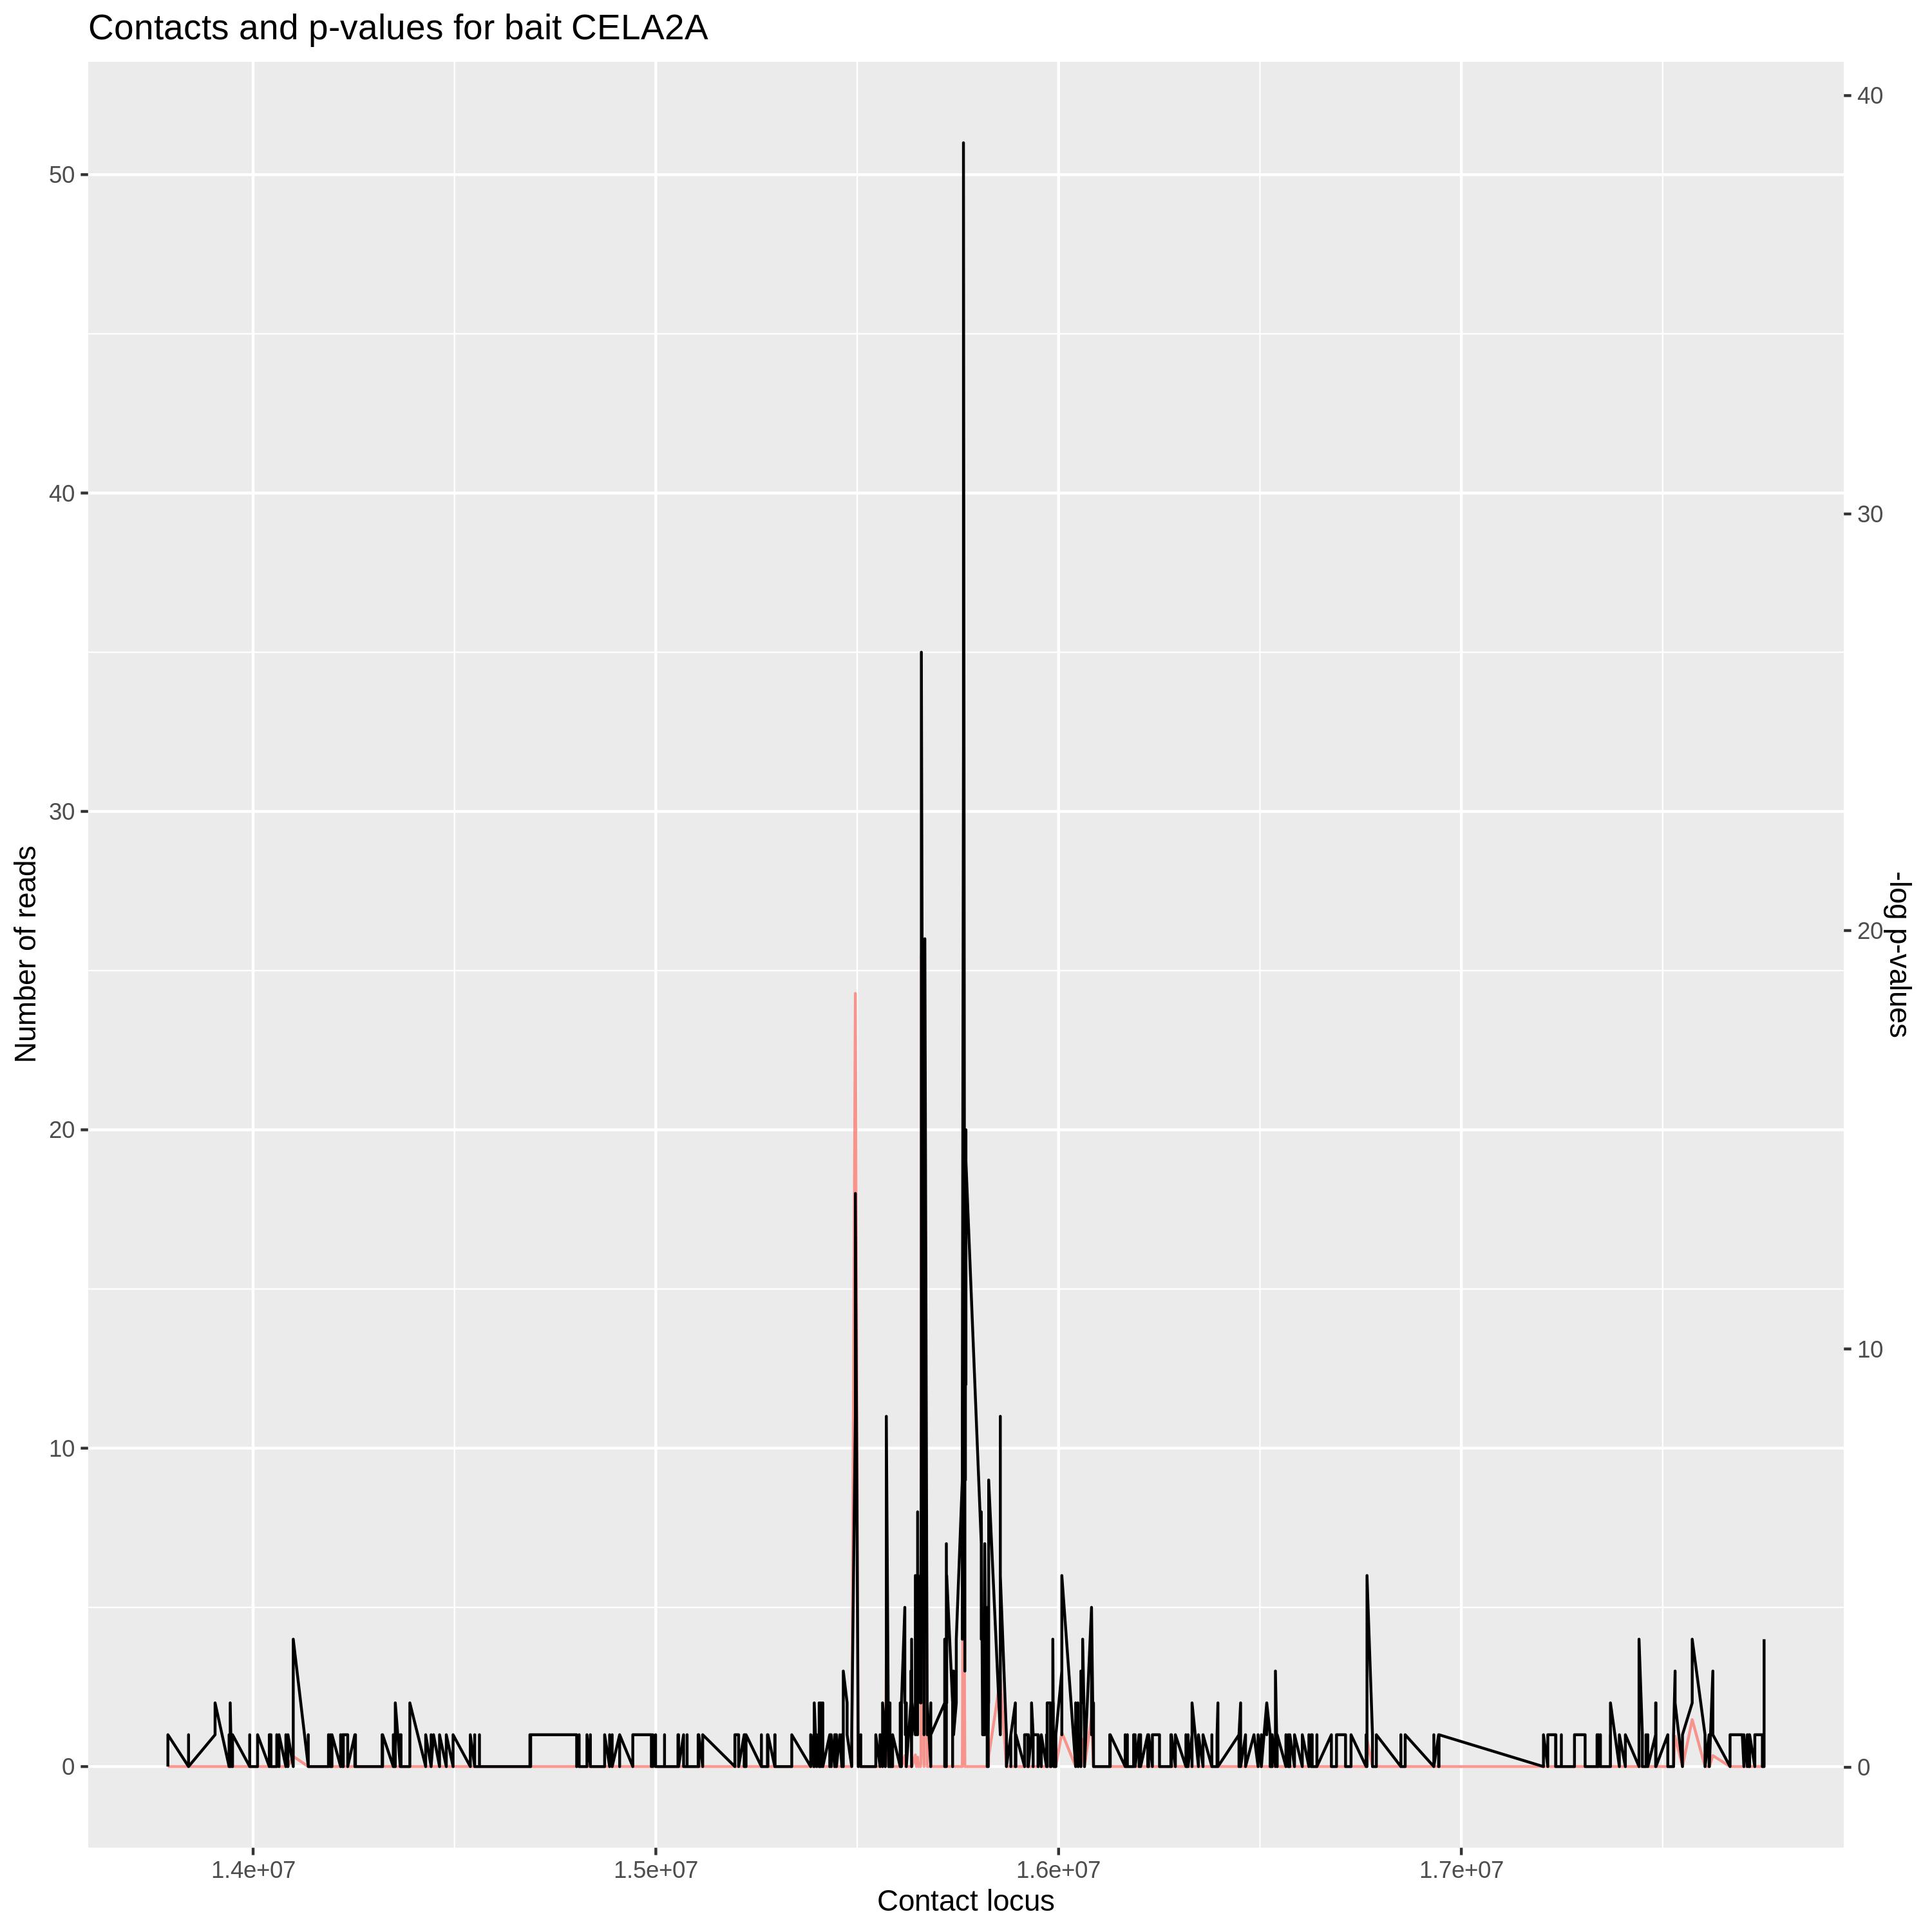 Contacts and p-values for bait CELA2A
Number of reads
50
40
30
20
10
0
40
30
20
10
0
-log p-values
1.4e+07
1.5e+07
1.6e+07
1.7e+07
Contact locus